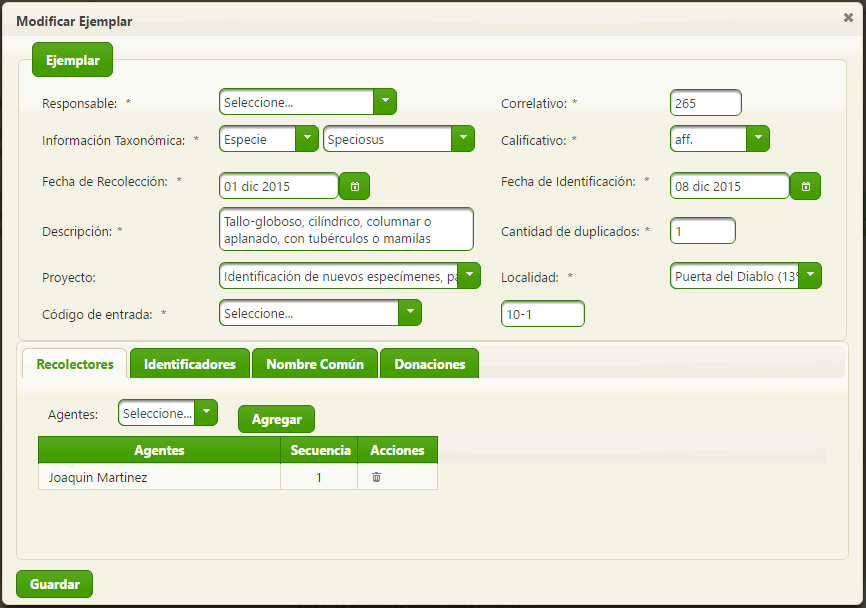 Modificar Ejemplar
Ejemplar
Responsable: * Seleccione... Correlativo: * 265
Información Taxonómica: * Especie Speciosus Calificativo: * aff.
Fecha de Recolección: * 01 dic 2015 Fecha de Identificación: * 08 dic 2015
Descripción: * Tallo-globoso, cilíndrico, columnar o
aplanado, con tubérculos o mamilas
Cantidad de duplicados: * 1
Proyecto: Identificación de nuevos especímenes, pa Localidad: * Puerta del Diablo (13°
Código de entrada: * Seleccione... 10-1
Recolectores Identificadores Nombre Común Donaciones
Agentes: Seleccione... Agregar
Agentes Secuencia Acciones
Joaquin Martinez 1
Guardar